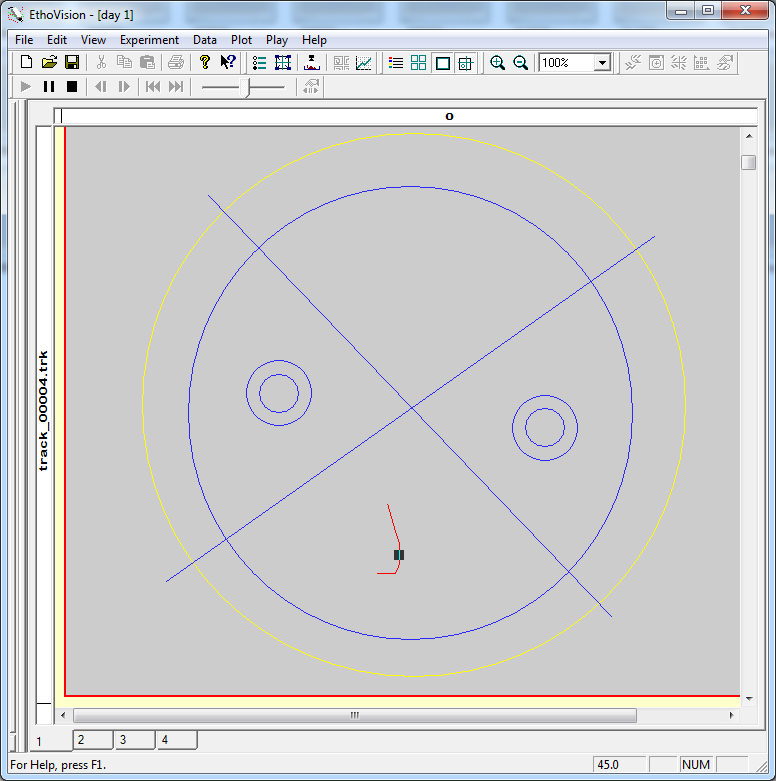 EthoVision - [day 1]
File Edit View Experiment Data Plot Play Help
100%
o
track_00004.trk
1 2 3 4
For Help, press F1. 45.0 NUM